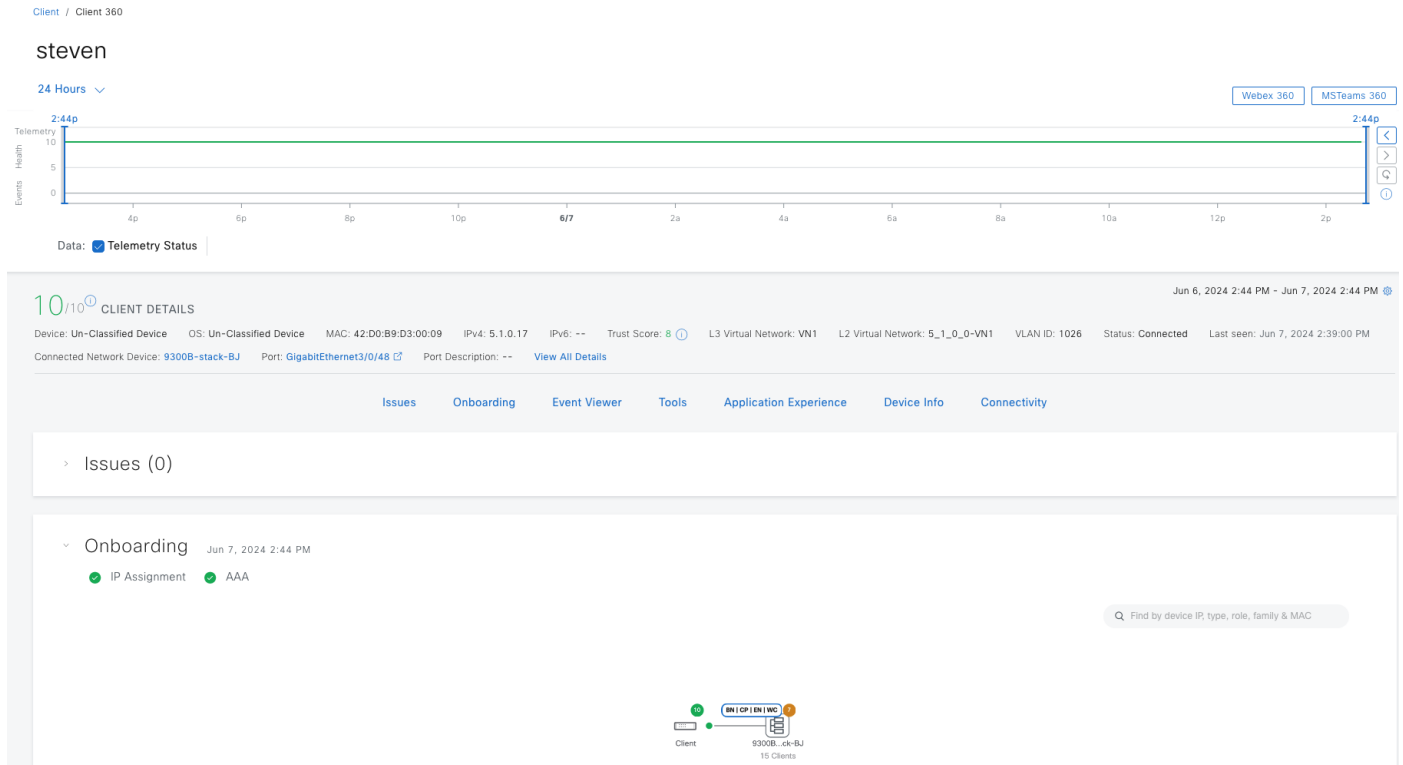 Client / Client 360
steven
24 Hours
Webex 360 MSTeams 360
2:44p 2:44p
Telemetry
Health
Events
10
5
0
4p 6p 8p 10p 6/7 2a 4a 6a 8a 10a 12p 2p
Data: Telemetry Status
10/10 CLIENT DETAILS
Jun 6, 2024 2:44 PM - Jun 7, 2024 2:44 PM
Device: Un-Classified Device OS: Un-Classified Device MAC: 42:D0:B9:D3:00:09 IPv4: 5.1.0.17 IPv6: -- Trust Score: 8 L3 Virtual Network: VN1 L2 Virtual Network: 5_1_0_0-VN1 VLAN ID: 1026 Status: Connected Last seen: Jun 7, 2024 2:39:00 PM
Connected Network Device: 9300B-stack-BJ Port: GigabitEthernet3/0/48 Port Description: -- View All Details
Issues Onboarding Event Viewer Tools Application Experience Device Info Connectivity
Issues (0)
Onboarding Jun 7, 2024 2:44 PM
IP Assignment AAA
Find by device IP, type, role, family & MAC
10 BN | CP | EN | WC 7
Client 9300B...ck-BJ
15 Clients